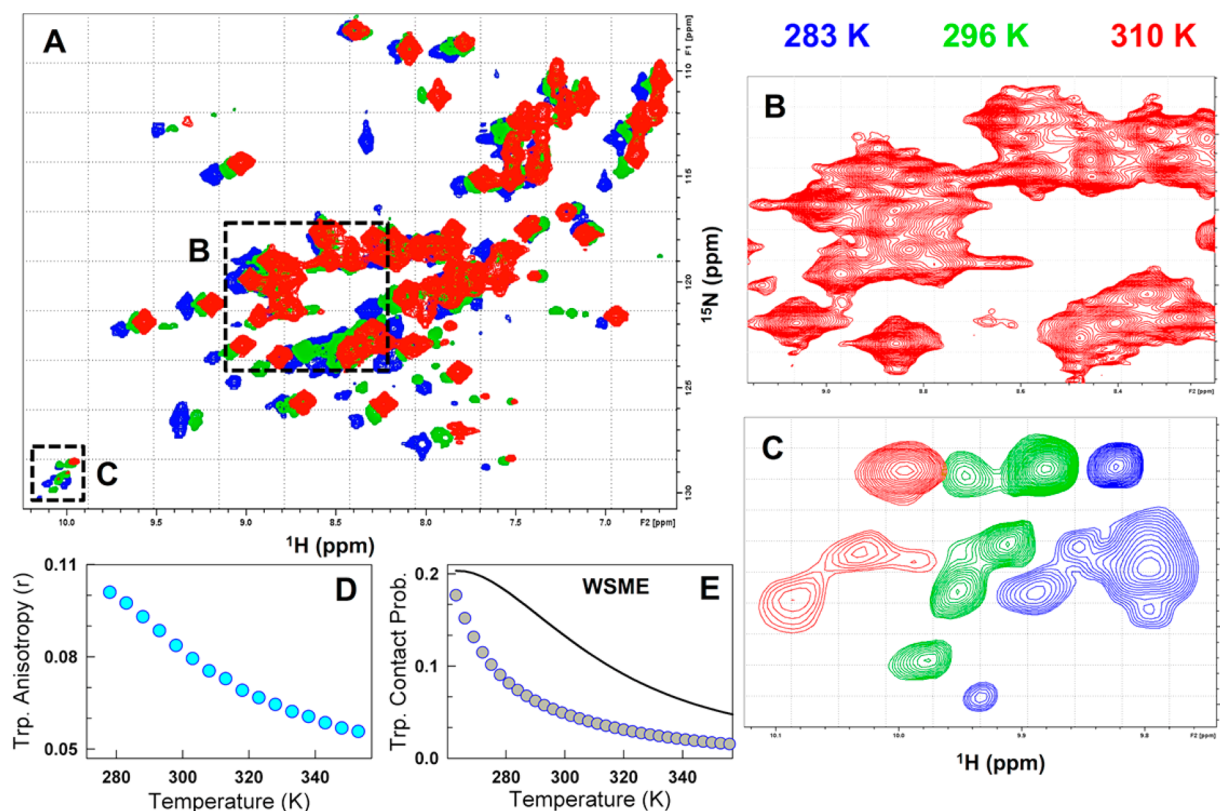 283 K 296 K 310 K
A
F1 [ppm]
110
115
120
125
130
B
C
10.0 9.5 9.0 8.5 8.0 7.5 7.0 F2 [ppm]
1H (ppm)
15N (ppm)
B
9.0 8.8 8.6 8.4 F2 [ppm]
C
10.1 10.0 9.9 F2 [ppm]
1H (ppm)
D
Trp. Anisotropy (r)
0.11
0.08
0.05
280 300 320 340
Temperature (K)
WSME E
Trp. Contact Prob.
0.2
0.1
0.0
280 300 320 340
Temperature (K)